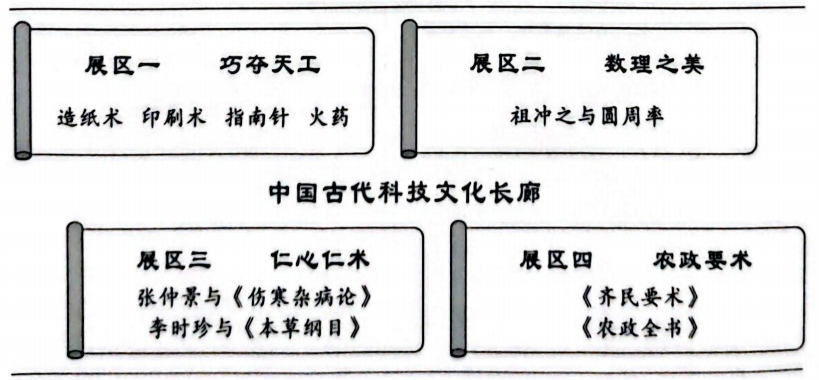 展区一 巧夺天工
造纸术 印刷术 指南针 火药
展区二 数理之美
祖冲之与圆周率
中国古代科技文化长廊
展区三 仁心仁术
张仲景与《伤寒杂病论》
李时珍与《本草纲目》
展区四 农政要术
《齐民要术》
《农政全书》